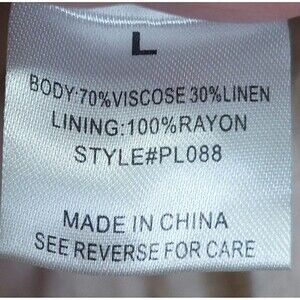 L
BODY:70%VISCOSE 30%LINEN
LINING:100%RAYON
STYLE#PL088
MADE IN CHINA
SEE REVERSE FOR CARE